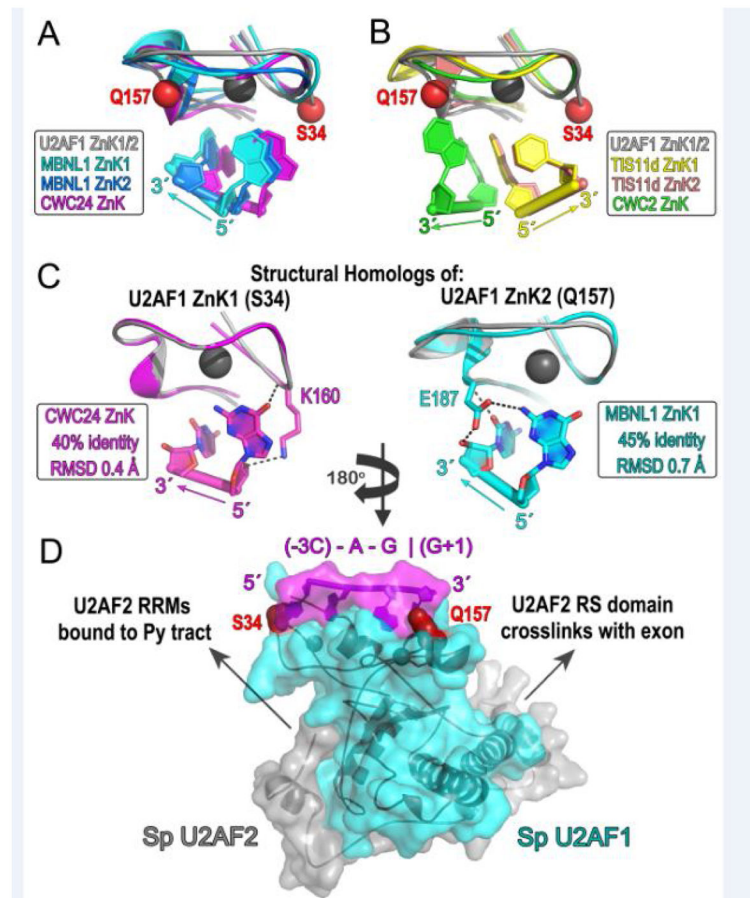 A
Q157
S34
U2AF1 ZnK1/2
MBNL1 ZnK1
MBNL1 ZnK2
CWC24 ZnK
3´
5´
B
Q157
S34
U2AF1 ZnK1/2
TIS11d ZnK1
TIS11d ZnK2
CWC2 ZnK
3´
5´
5´
3´
C
Structural Homologs of:
U2AF1 ZnK1 (S34)
U2AF1 ZnK2 (Q157)
K160
CWC24 ZnK
40% identity
RMSD 0.4 Å
3´
5´
E187
MBNL1 ZnK1
45% identity
RMSD 0.7 Å
3´
5´
180º
D
(-3C) - A - G | (G+1)
5´
3´
S34
Q157
U2AF2 RRMs
bound to Py tract
U2AF2 RS domain
crosslinks with exon
Sp U2AF2
Sp U2AF1